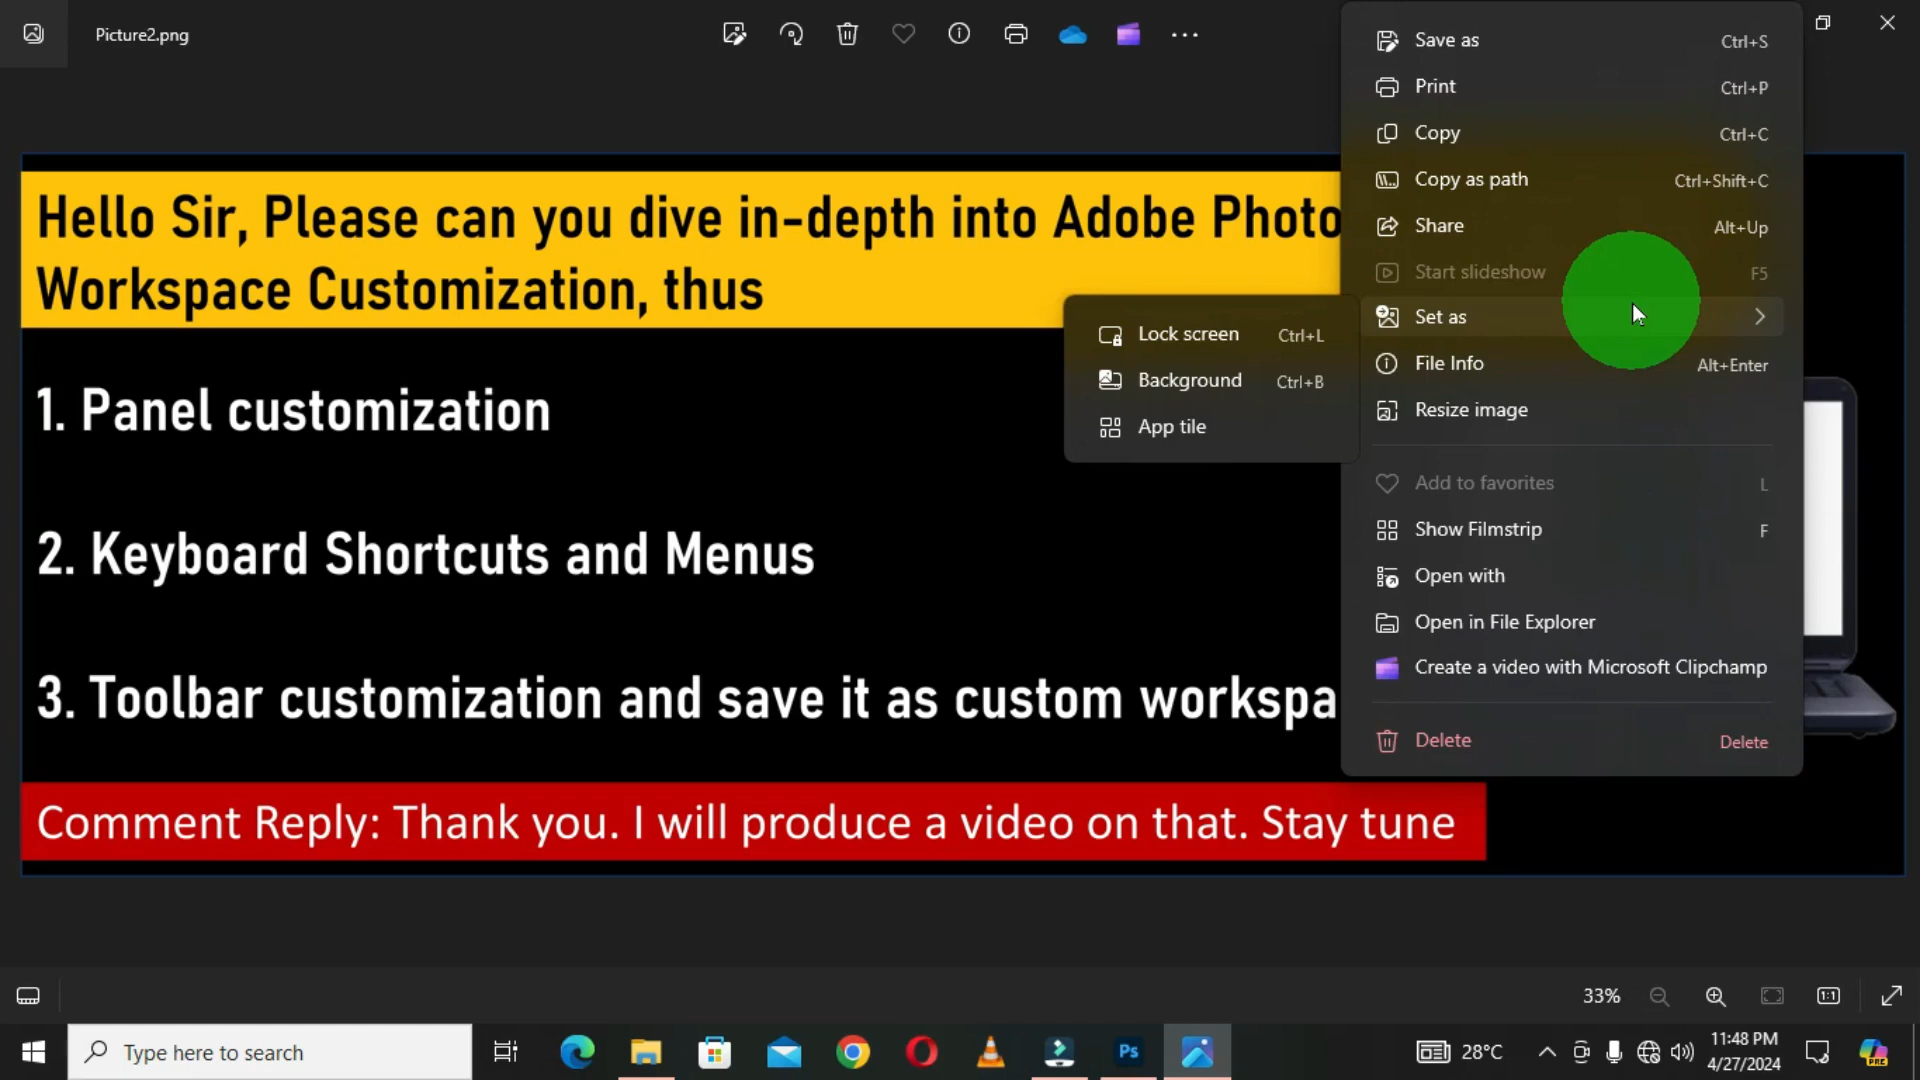 Picture2.png
Save as Ctrl+S
Print Ctrl+P
Copy Ctrl+C
Copy as path Ctrl+Shift+C
Share Alt+Up
Start slideshow F5
Set as
File Info Alt+Enter
Resize image
Add to favorites L
Show Filmstrip F
Open with
Open in File Explorer
Create a video with Microsoft Clipchamp
Delete Delete
Lock screen Ctrl+L
Background Ctrl+B
App tile
Hello Sir, Please can you dive in-depth into Adobe Photo
Workspace Customization, thus
1. Panel customization
2. Keyboard Shortcuts and Menus
3. Toolbar customization and save it as custom workspa
Comment Reply: Thank you. I will produce a video on that. Stay tune
33%
1:1
Type here to search
Ps
28°C
11:48 PM
4/27/2024
PRE